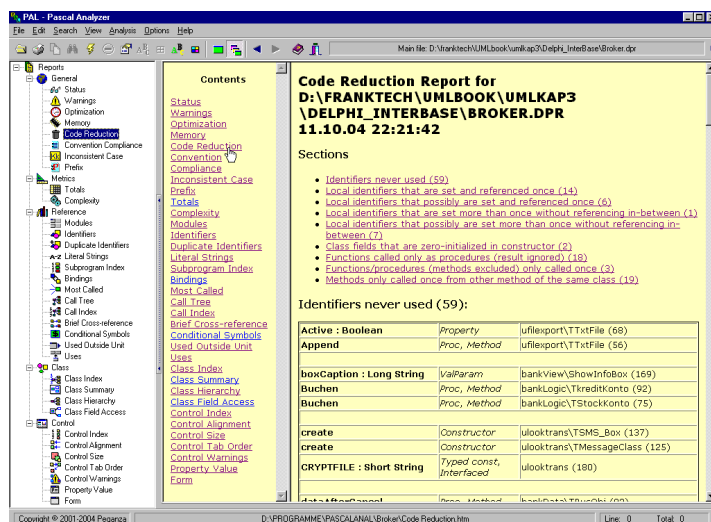 PAL - Pascal Analyzer
File Edit Search View Analysis Options Help
Main file: D:\franktech\UMLbook\umlkap3\Delphi_InterBase\Broker.dpr
Reports
General
Status
Warnings
Optimization
Memory
Code Reduction
Convention Compliance
Inconsistent Case
Prefix
Metrics
Totals
Complexity
Reference
Modules
Identifiers
Duplicate Identifiers
A-Z Literal Strings
Subprogram Index
Bindings
Most Called
Call Tree
Call Index
Brief Cross-reference
Conditional Symbols
Used Outside Unit
Uses
Class
Class Index
Class Summary
Class Hierarchy
Class Field Access
Control
Control Index
Control Alignment
Control Size
Control Tab Order
Control Warnings
Property Value
Form
Contents
Status
Warnings
Optimization
Memory
Code Reduction
Convention
Compliance
Inconsistent Case
Prefix
Totals
Complexity
Modules
Identifiers
Duplicate Identifiers
Literal Strings
Subprogram Index
Bindings
Most Called
Call Tree
Call Index
Brief Cross-reference
Conditional Symbols
Used Outside Unit
Uses
Class Index
Class Summary
Class Hierarchy
Class Field Access
Control Index
Control Alignment
Control Size
Control Tab Order
Control Warnings
Property Value
Form
Code Reduction Report for
D:\FRANKTECH\UMLBOOK\UMLKAP3
\DELPHI_INTERBASE\BROKER.DPR
11.10.04 22:21:42
Sections
• Identifiers never used (59)
• Local identifiers that are set and referenced once (14)
• Local identifiers that possibly are set and referenced once (6)
• Local identifiers that are set more than once without referencing in-between (1)
• Local identifiers that possibly are set more than once without referencing in-
between (7)
• Class fields that are zero-initialized in constructor (2)
• Functions called only as procedures (result ignored) (18)
• Functions/procedures (methods excluded) only called once (3)
• Methods only called once from other method of the same class (19)
Identifiers never used (59):
Active : Boolean Property ufilexport\TTxtFile (68)
Append Proc, Method ufilexport\TTxtFile (56)
boxCaption : Long String ValParam bankView\ShowInfoBox (169)
Buchen Proc, Method bankLogic\TkreditKonto (92)
Buchen Proc, Method bankLogic\TStockKonto (75)
create Constructor ulooktrans\TSMS_Box (137)
create Constructor ulooktrans\TMessageClass (125)
CRYPTFILE : Short String Typed const, Interfaced ulooktrans (180)
dataAfterCancel Proc, Method bankData\TBusObj (92)
Copyright © 2001-2004 Peganza
D:\PROGRAMME\PASCALANAL\Broker\Code Reduction.htm
Line: 0 Total: 0